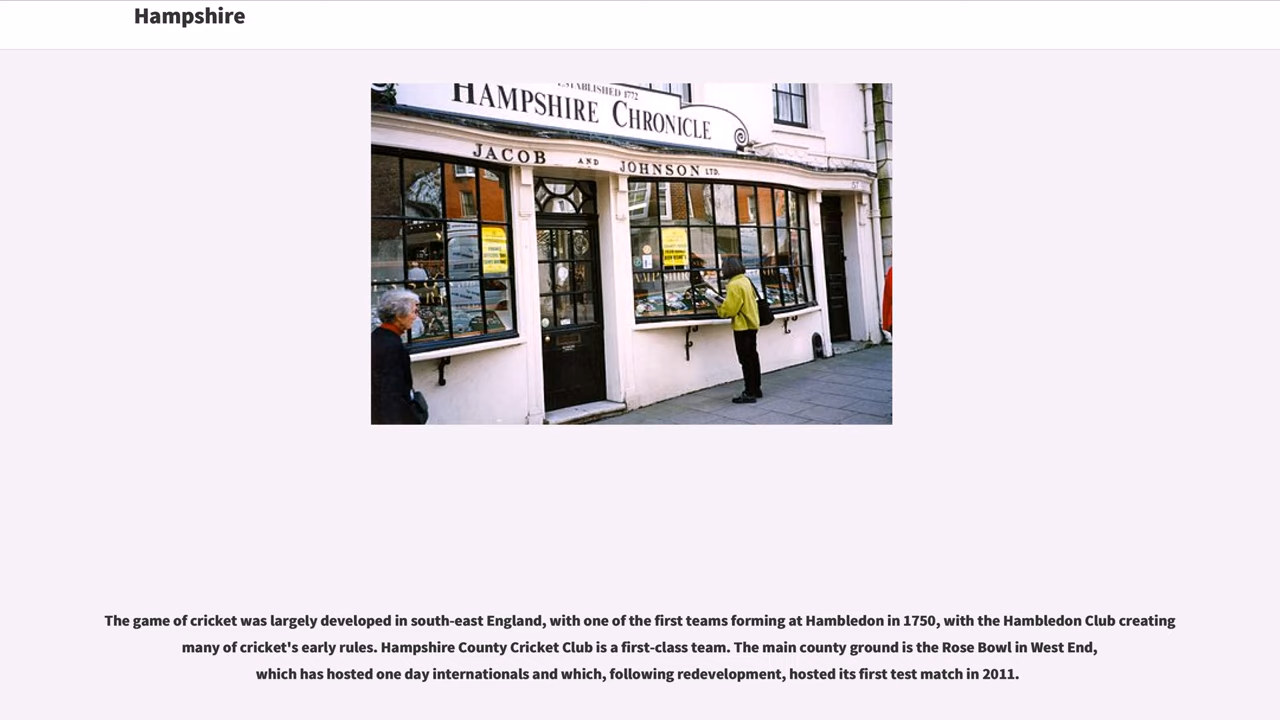 Hampshire
ESTABLISHED 1772
HAMPSHIRE CHRONICLE
JACOB AND JOHNSON LTD.
The game of cricket was largely developed in south-east England, with one of the first teams forming at Hambledon in 1750, with the Hambledon Club creating
many of cricket's early rules. Hampshire County Cricket Club is a first-class team. The main county ground is the Rose Bowl in West End,
which has hosted one day internationals and which, following redevelopment, hosted its first test match in 2011.